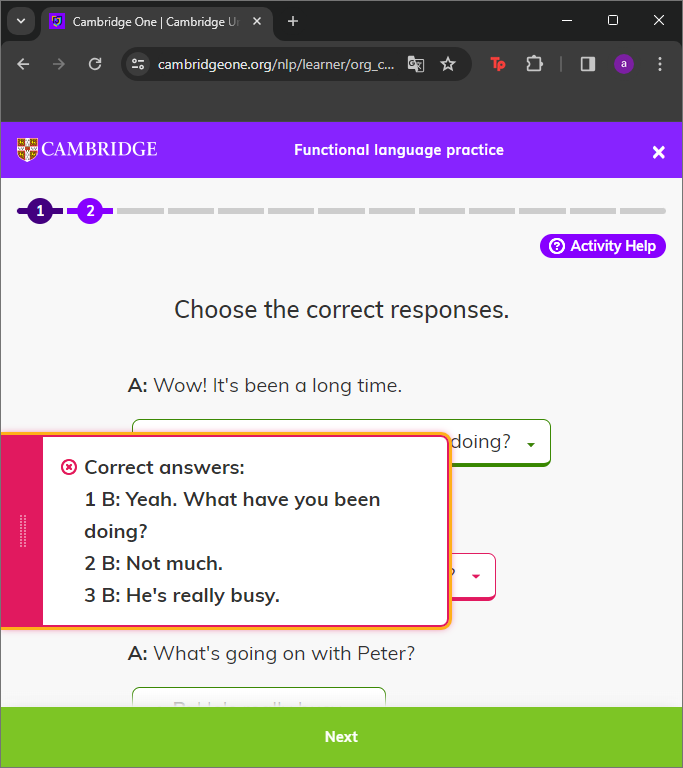 Cambridge One | Cambridge Un
cambridgeone.org/nlp/learner/org_c...
Tp
a
CAMBRIDGE
Functional language practice
1
2
Activity Help
Choose the correct responses.
A: Wow! It's been a long time.
doing?
Correct answers:
1 B: Yeah. What have you been
doing?
2 B: Not much.
3 B: He's really busy.
?
A: What's going on with Peter?
Next